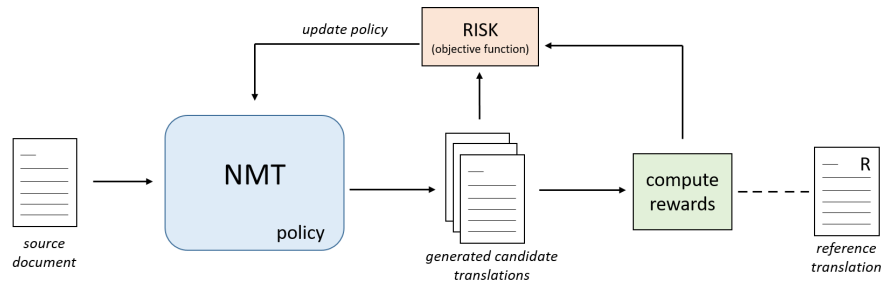 update policy
RISK
(objective function)
NMT
policy
source
document
generated candidate
translations
compute
rewards
R
reference
translation